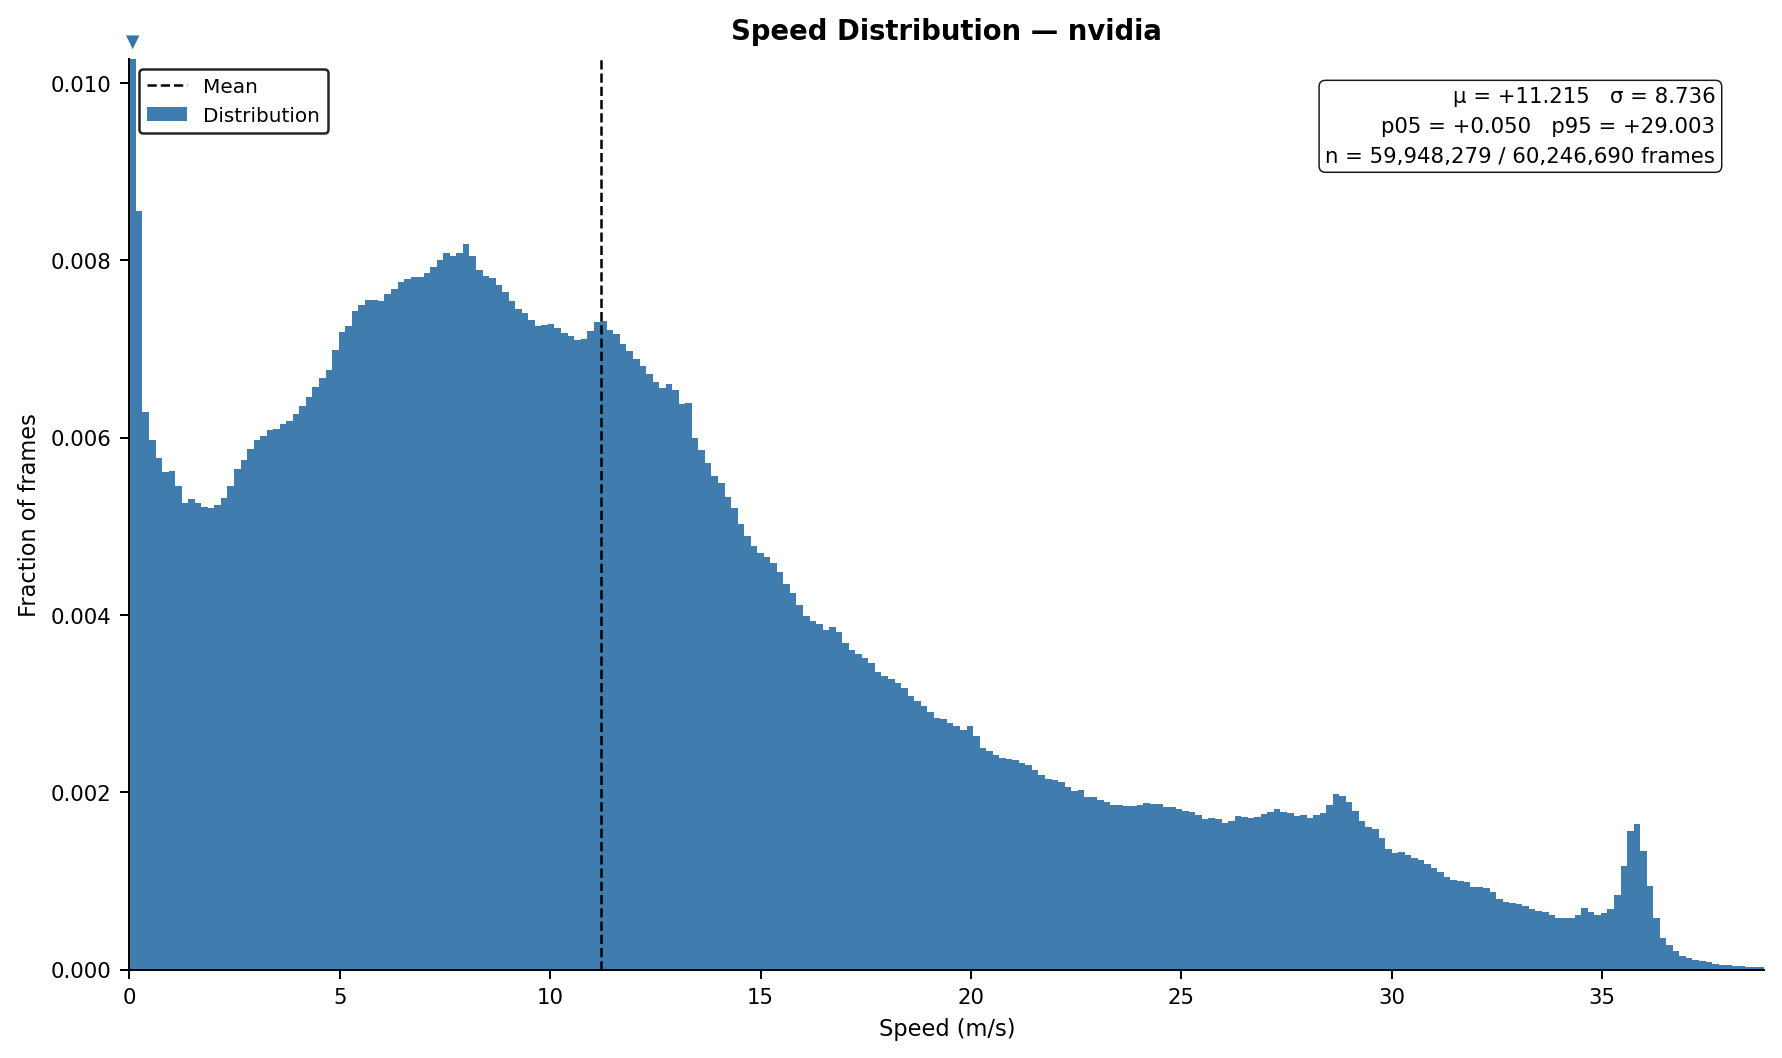 Speed Distribution — nvidia
Mean
Distribution
μ = +11.215   σ = 8.736
p05 = +0.050   p95 = +29.003
n = 59,948,279 / 60,246,690 frames
0.010
0.008
0.006
0.004
0.002
0.000
Fraction of frames
0 5 10 15 20 25 30 35
Speed (m/s)